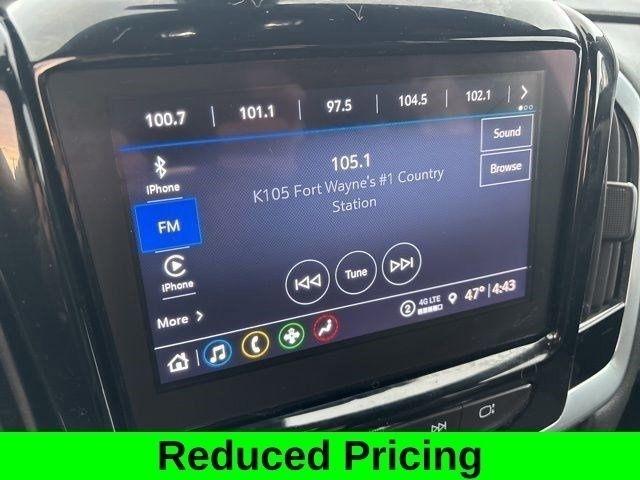 100.7 | 101.1 | 97.5 | 104.5 | 102.1 | >
iPhone
105.1
Sound
K105 Fort Wayne's #1 Country
Station
Browse
FM
iPhone
Tune
More >
2 4G LTE 47° | 4:43
Reduced Pricing